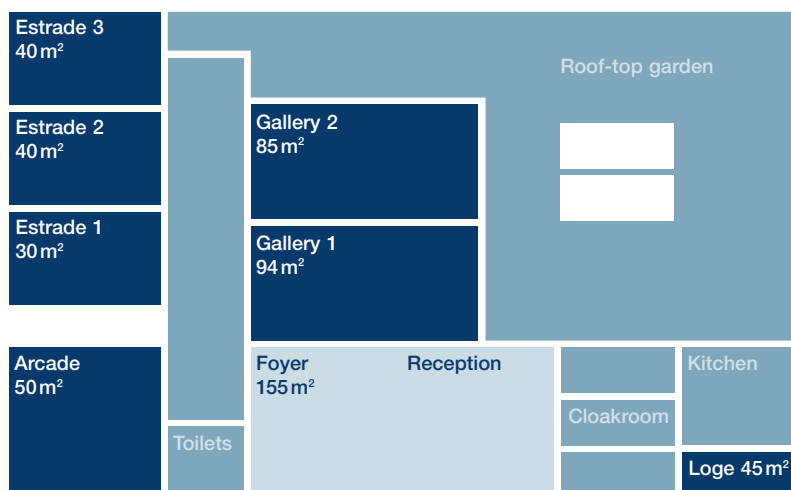 Estrade 3
40 m²
Roof-top garden
Estrade 2
40 m²
Gallery 2
85 m²
Estrade 1
30 m²
Gallery 1
94 m²
Arcade
50 m²
Foyer
155 m²
Reception
Kitchen
Cloakroom
Toilets
Loge 45 m²